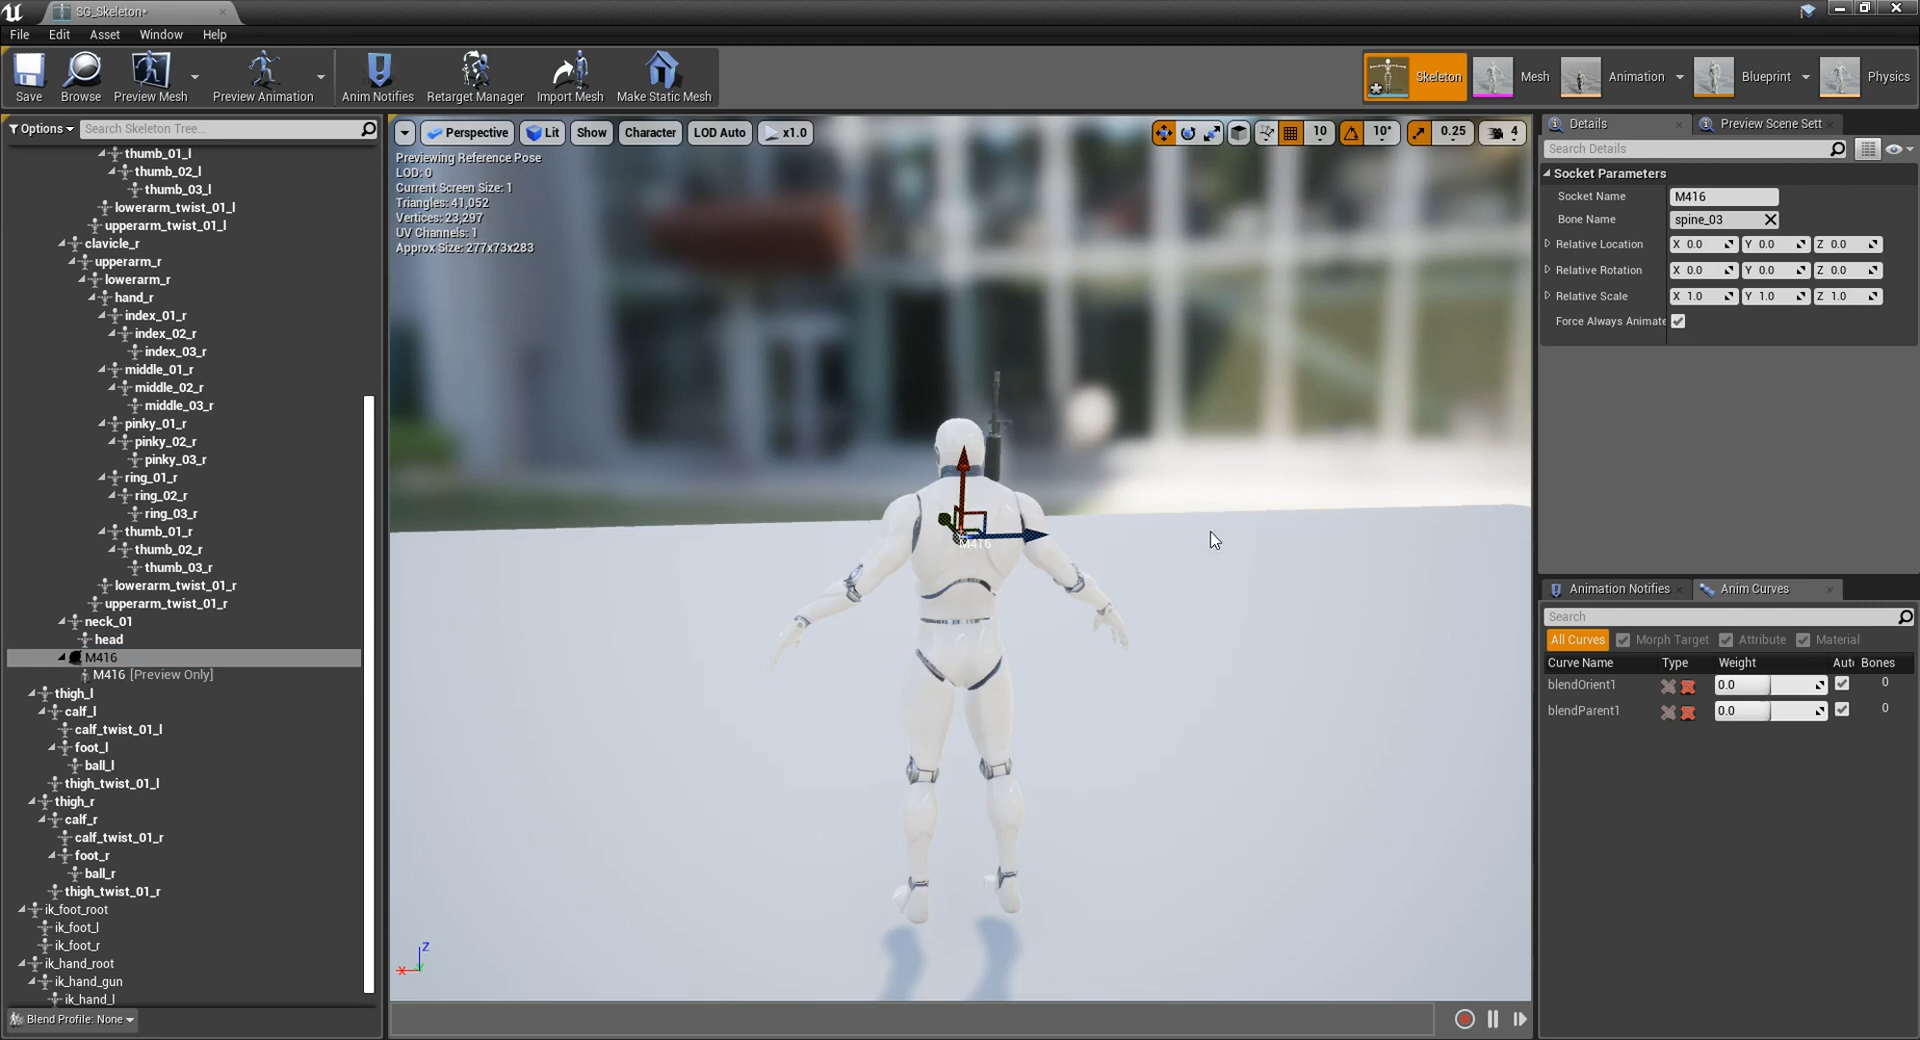 SG_Skeleton*
File Edit Asset Window Help
Save Browse Preview Mesh Preview Animation Anim Notifies Retarget Manager Import Mesh Make Static Mesh
Skeleton Mesh Animation Blueprint Physics
Options Search Skeleton Tree...
thumb_01_l
thumb_02_l
thumb_03_l
lowerarm_twist_01_l
upperarm_twist_01_l
clavicle_r
upperarm_r
lowerarm_r
hand_r
index_01_r
index_02_r
index_03_r
middle_01_r
middle_02_r
middle_03_r
pinky_01_r
pinky_02_r
pinky_03_r
ring_01_r
ring_02_r
ring_03_r
thumb_01_r
thumb_02_r
thumb_03_r
lowerarm_twist_01_r
upperarm_twist_01_r
neck_01
head
M416
M416 [Preview Only]
thigh_l
calf_l
calf_twist_01_l
foot_l
ball_l
thigh_twist_01_l
thigh_r
calf_r
calf_twist_01_r
foot_r
ball_r
thigh_twist_01_r
ik_foot_root
ik_foot_l
ik_foot_r
ik_hand_root
ik_hand_gun
ik_hand_l
Blend Profile: None
Perspective Lit Show Character LOD Auto x1.0 10 10° 0.25 4
Previewing Reference Pose
LOD: 0
Current Screen Size: 1
Triangles: 41,052
Vertices: 23,297
UV Channels: 1
Approx Size: 277x73x283
M416
Z
X
Y
Details Preview Scene Sett
Search Details
Socket Parameters
Socket Name M416
Bone Name spine_03
Relative Location X 0.0 Y 0.0 Z 0.0
Relative Rotation X 0.0 Y 0.0 Z 0.0
Relative Scale X 1.0 Y 1.0 Z 1.0
Force Always Animate
Animation Notifies Anim Curves
Search
All Curves Morph Target Attribute Material
Curve Name Type Weight Aut Bones
blendOrient1 0.0 0
blendParent1 0.0 0